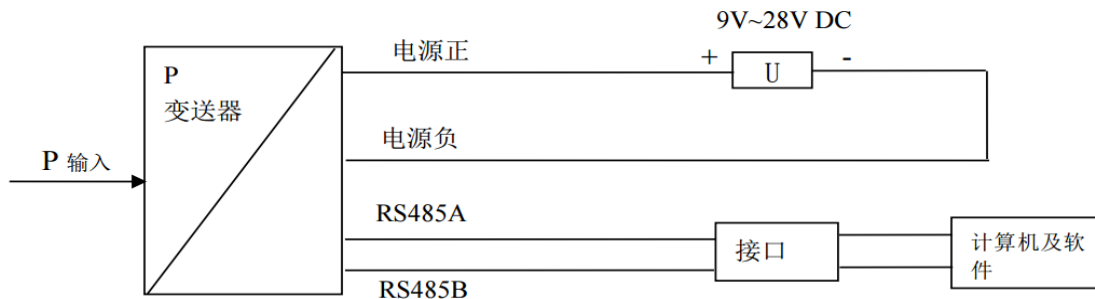 9V~28V DC
电源正
+
U
-
P
变送器
电源负
P 输入
RS485A
接口
计算机及软
件
RS485B